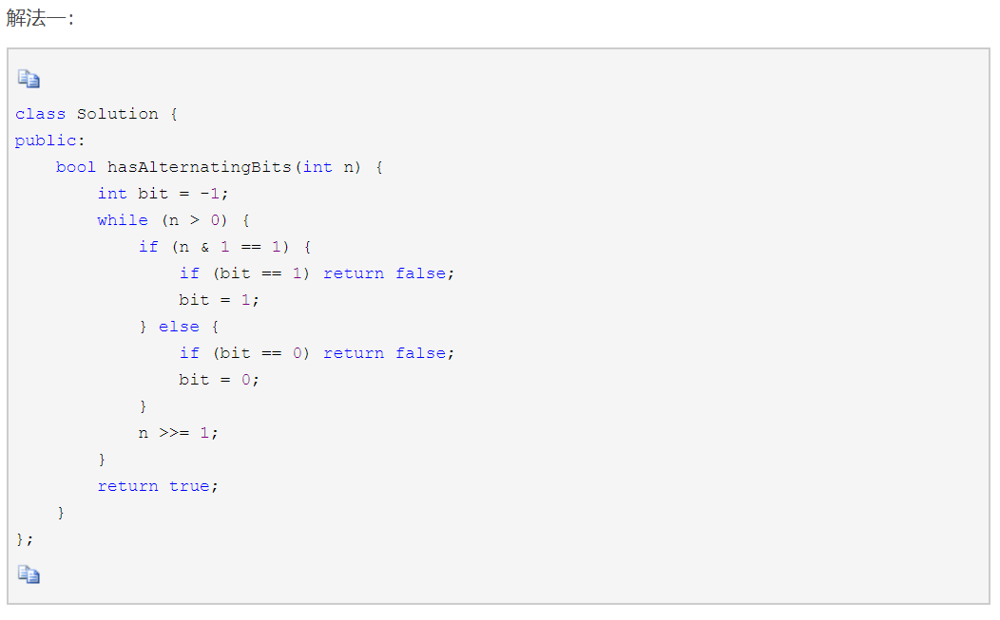 解法一：
class Solution {
public:
    bool hasAlternatingBits(int n) {
        int bit = -1;
        while (n > 0) {
            if (n & 1 == 1) {
                if (bit == 1) return false;
                bit = 1;
            } else {
                if (bit == 0) return false;
                bit = 0;
            }
            n >>= 1;
        }
        return true;
    }
};